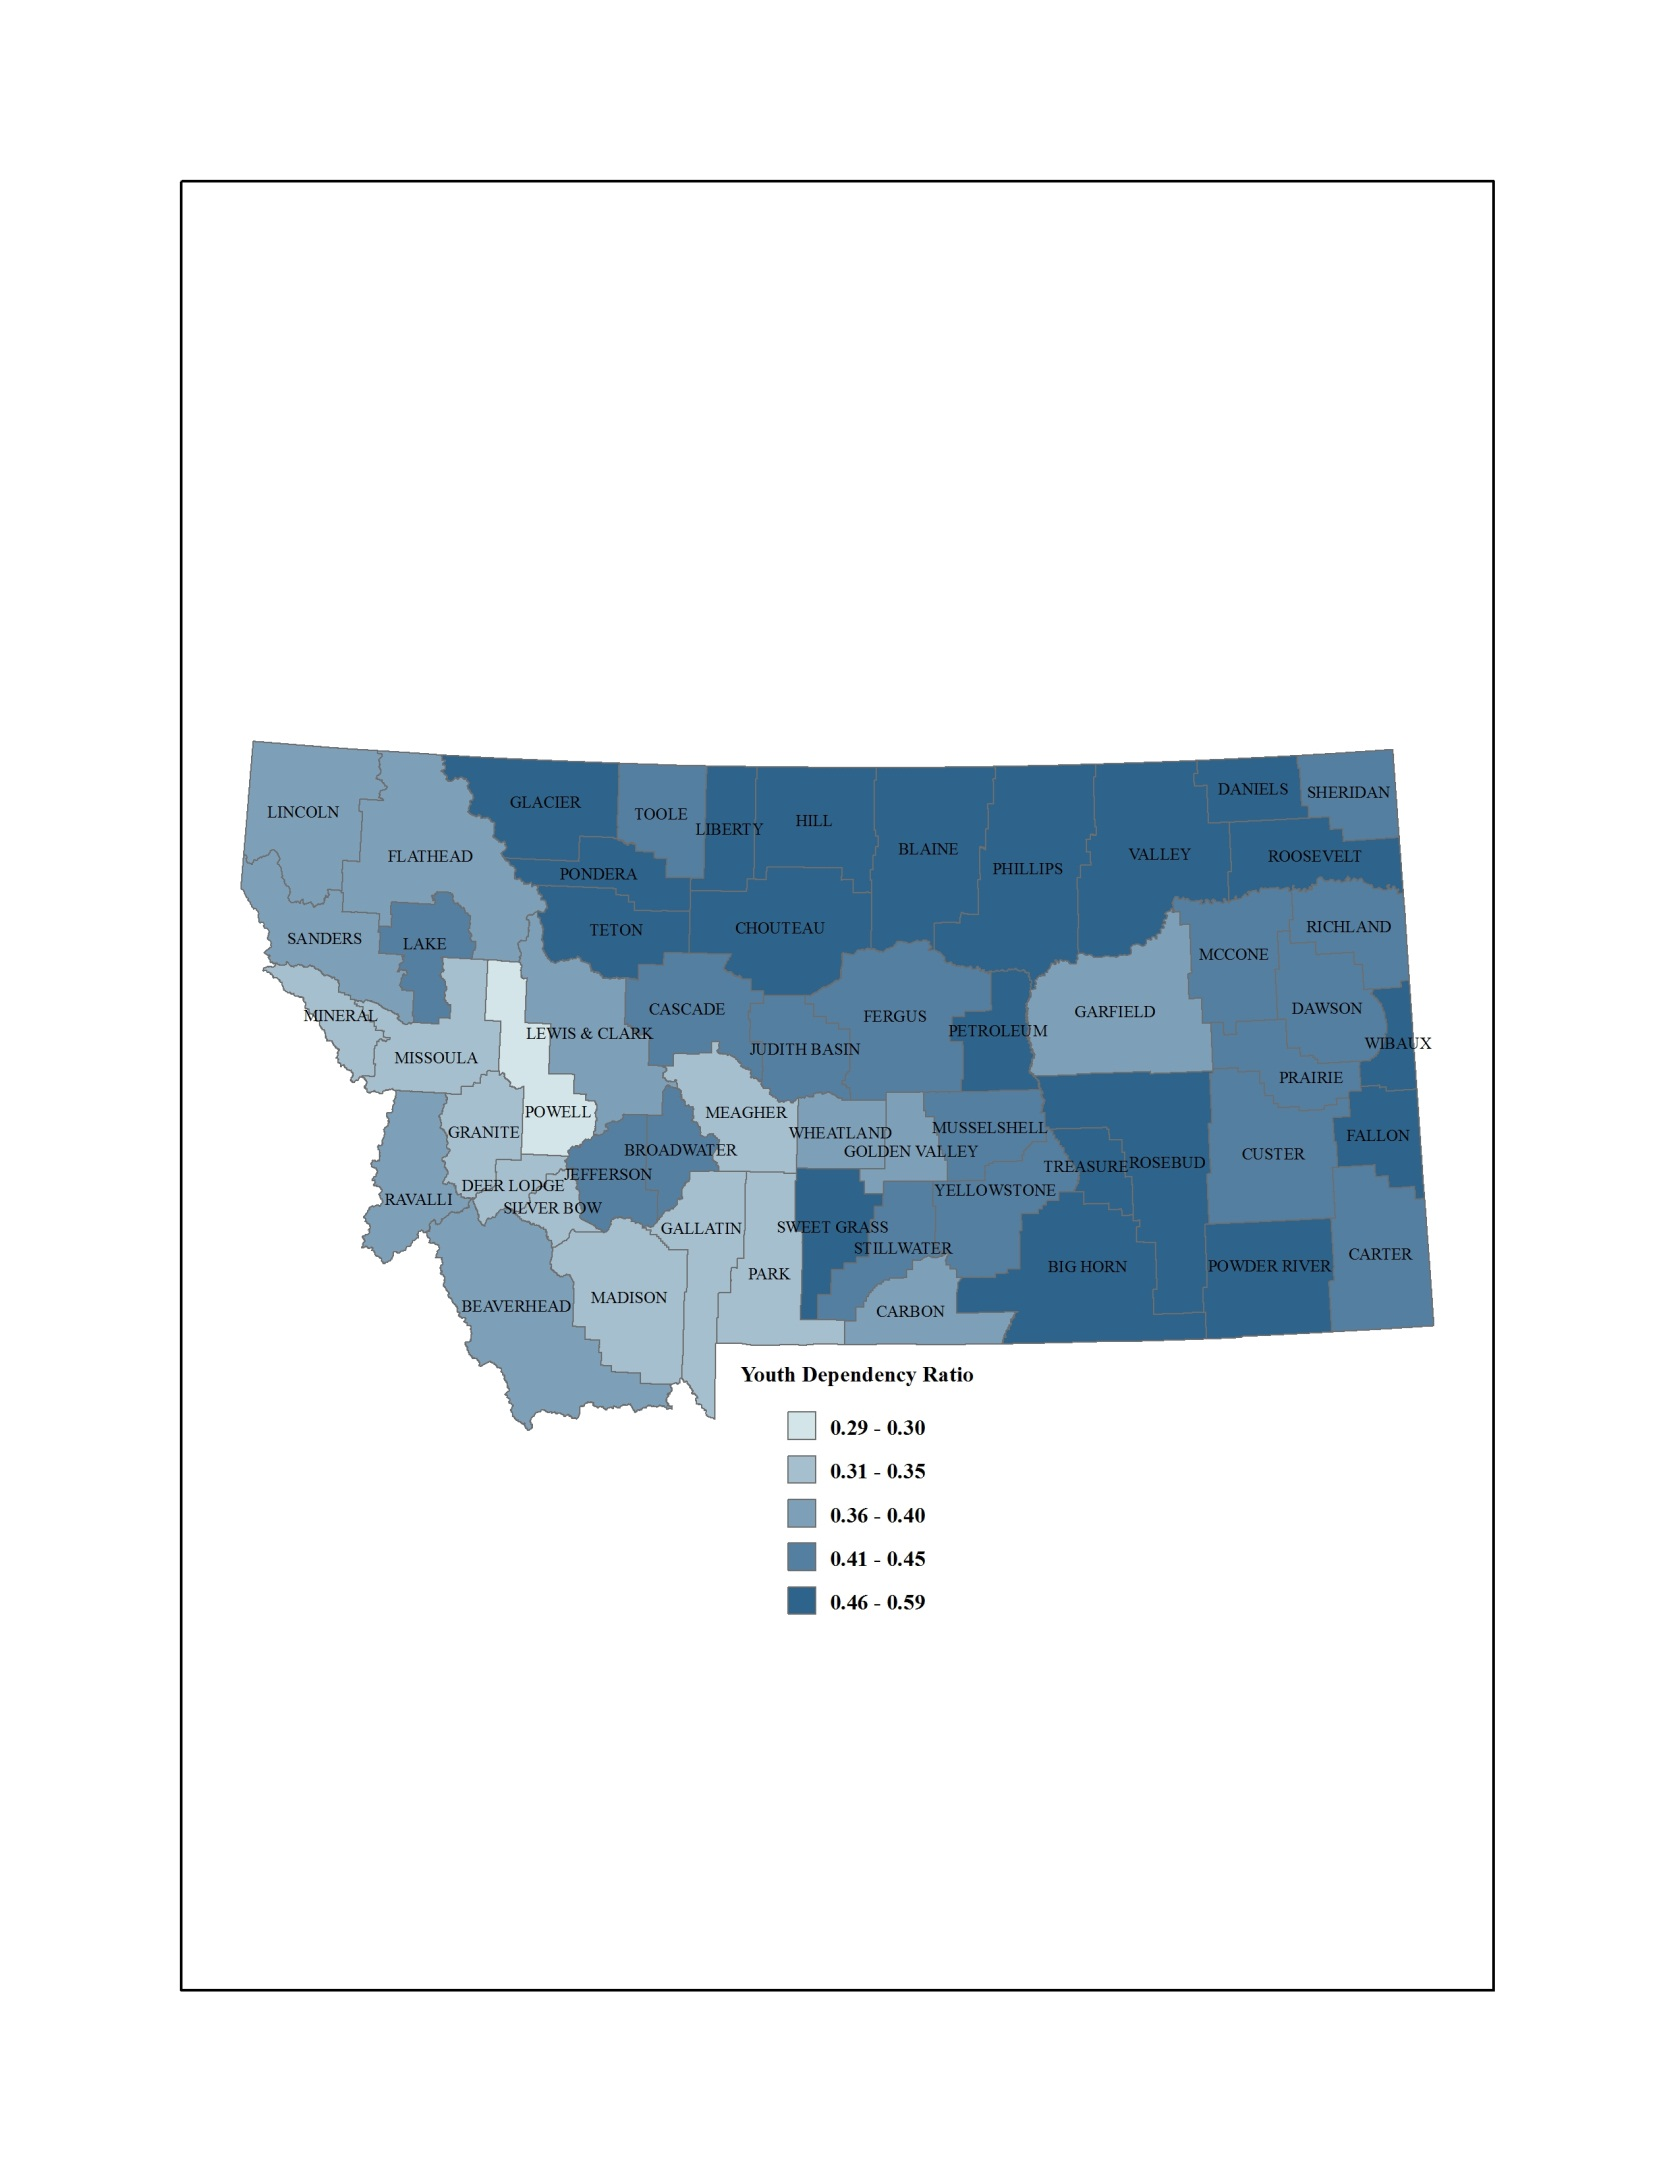 DANIELS
SHERIDAN
GLACIER
LINCOLN
TOOLE
HILL
LIBERTY
BLAINE
VALLEY
ROOSEVELT
FLATHEAD
PHILLIPS
PONDERA
RICHLAND
CHOUTEAU
TETON
SANDERS
LAKE
MCCONE
DAWSON
CASCADE
GARFIELD
MINERAL
FERGUS
PETROLEUM
LEWIS & CLARK
WIBAUX
JUDITH BASIN
MISSOULA
PRAIRIE
POWELL
MEAGHER
MUSSELSHELL
GRANITE
WHEATLAND
FALLON
BROADWATER
GOLDEN VALLEY
CUSTER
ROSEBUD
TREASURE
JEFFERSON
DEER LODGE
YELLOWSTONE
RAVALLI
SILVER BOW
SWEET GRASS
GALLATIN
STILLWATER
CARTER
POWDER RIVER
BIG HORN
PARK
MADISON
BEAVERHEAD
CARBON
Youth Dependency Ratio
0.29 - 0.30
0.31 - 0.35
0.36 - 0.40
0.41 - 0.45
0.46 - 0.59